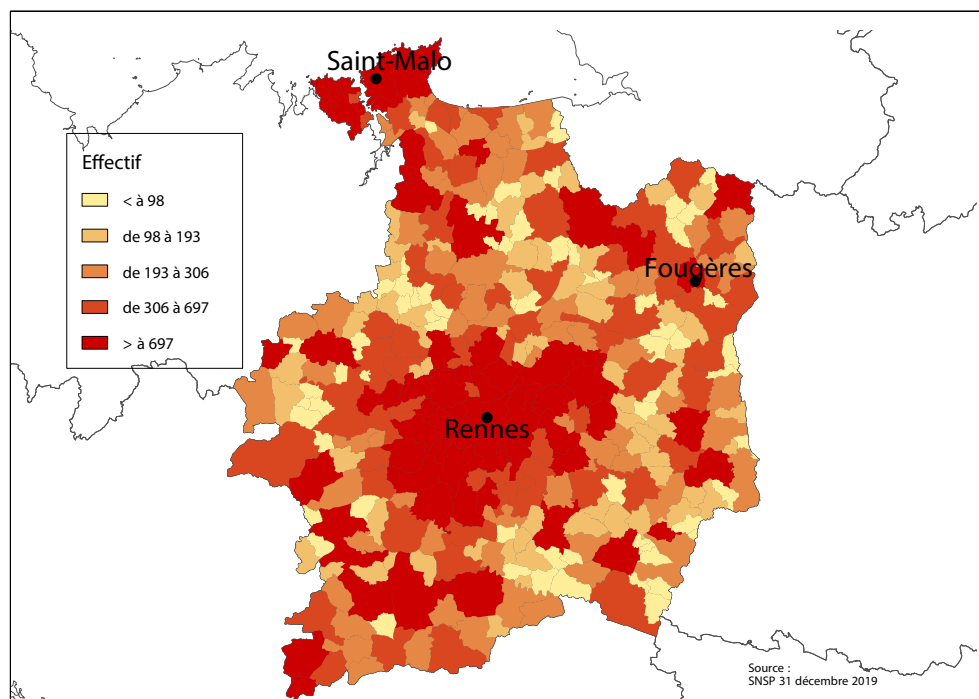 Saint-Malo
Effectif
< à 98
de 98 à 193
de 193 à 306
de 306 à 697
> à 697
Fougères
Rennes
Source :
SNSP 31 décembre 2019